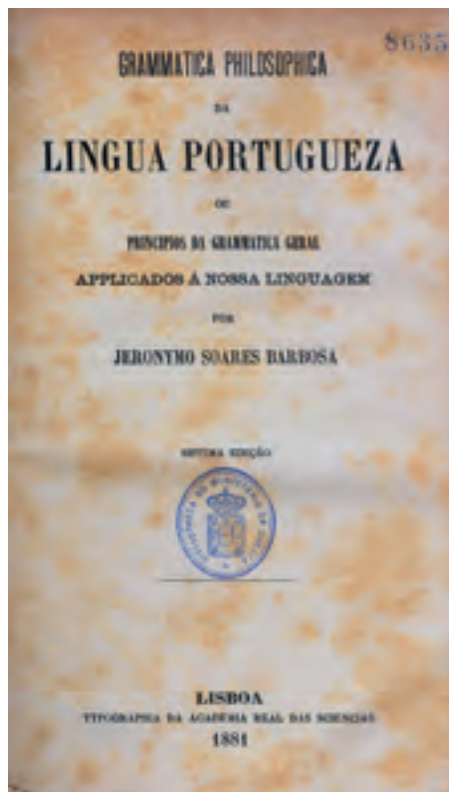 8635
GRAMMATICA PHILOSOPHICA
DA
LINGUA PORTUGUEZA
OU
PRINCIPIOS DA GRAMMATICA GERAL
APPLICADOS Á NOSSA LINGUAGEM
POR
JERONYMO SOARES BARBOSA
SETIMA EDIÇÃO
LISBOA
TYPOGRAPHIA DA ACADEMIA REAL DAS SCIENCIAS
1881